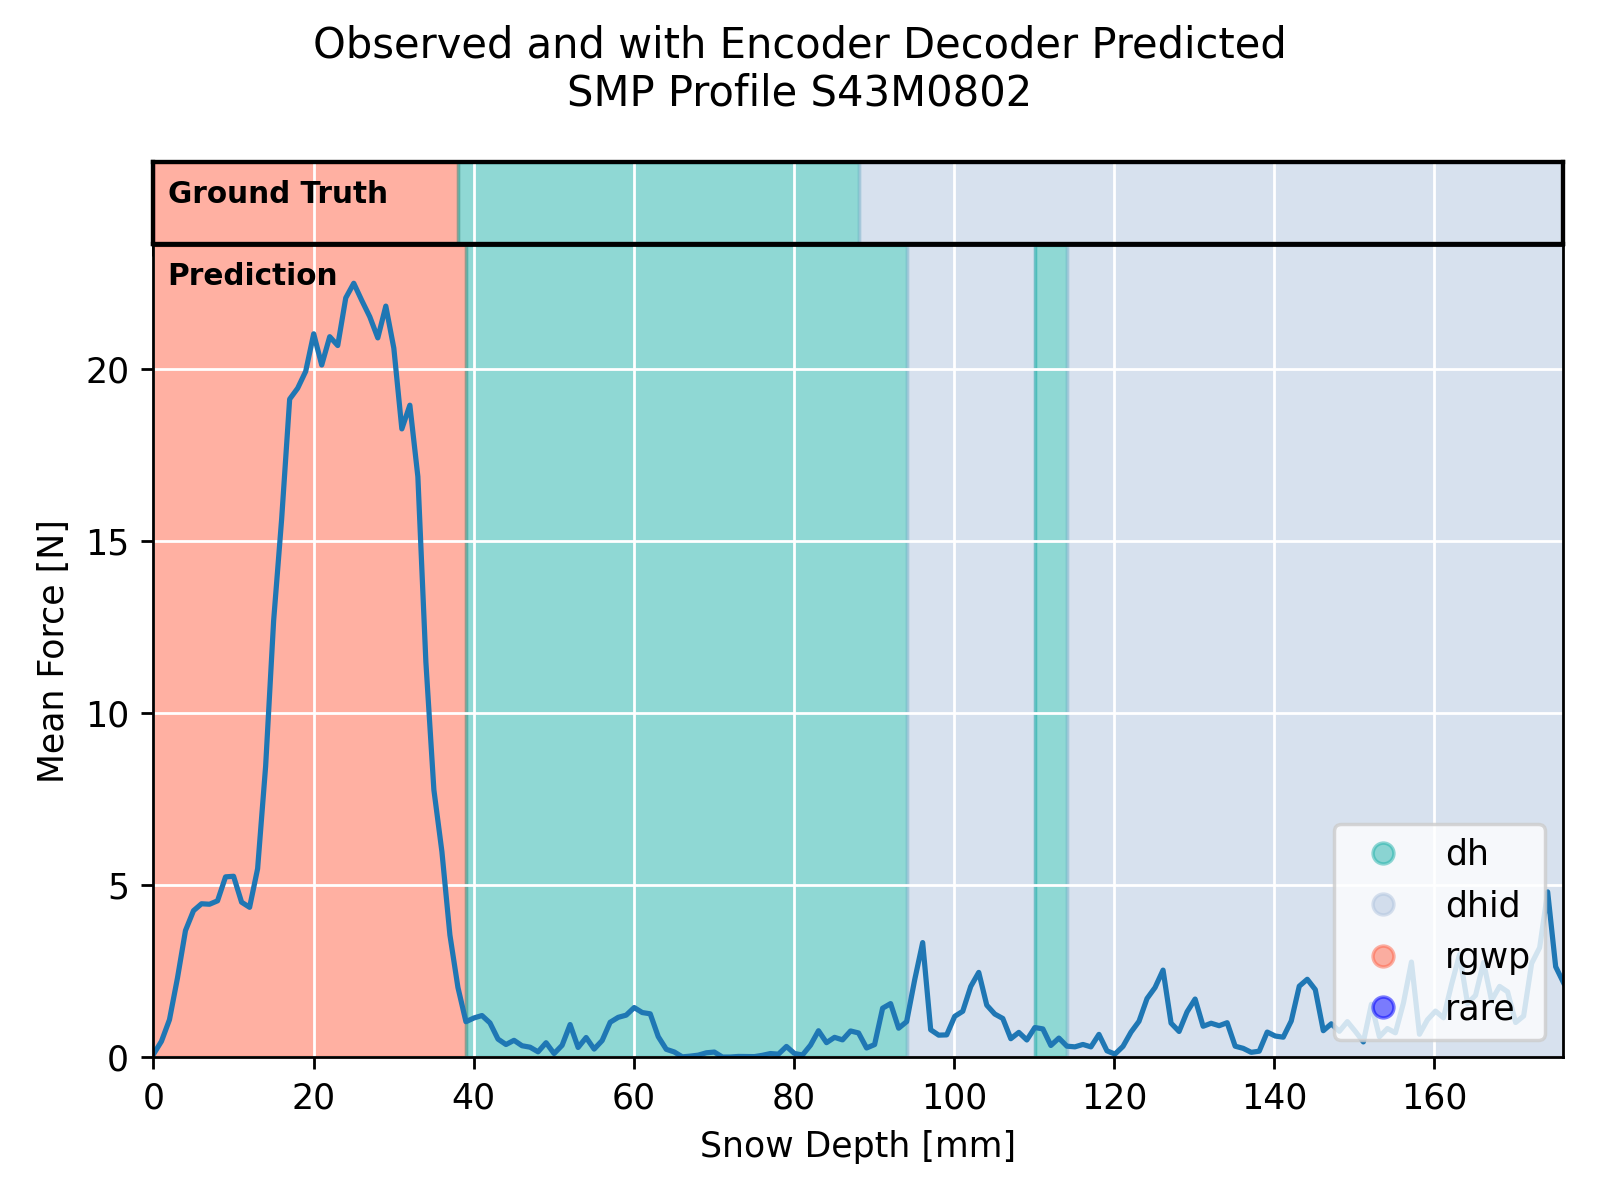 Observed and with Encoder Decoder Predicted
SMP Profile S43M0802
Ground Truth
Prediction
20
15
10
5
0
Mean Force [N]
dh
dhid
rgwp
rare
0 20 40 60 80 100 120 140 160
Snow Depth [mm]